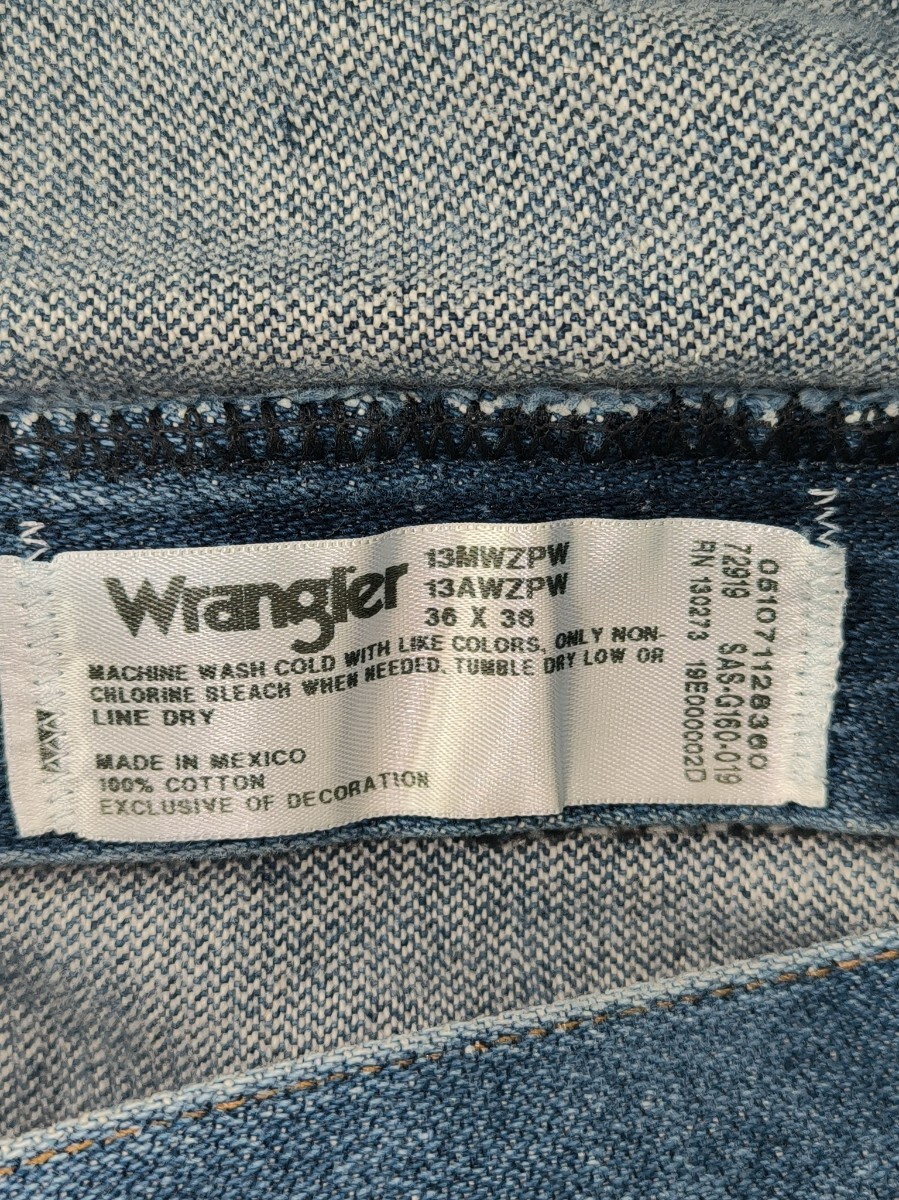 Wrangler
13MWZPW
13AWZPW
36 X 36
MACHINE WASH COLD WITH LIKE COLORS, ONLY NON-
CHLORINE BLEACH WHEN NEEDED. TUMBLE DRY LOW OR
LINE DRY
MADE IN MEXICO
100% COTTON
EXCLUSIVE OF DECORATION
051071128360
72919 SAS-G160-019
RN 130273 19E000002D